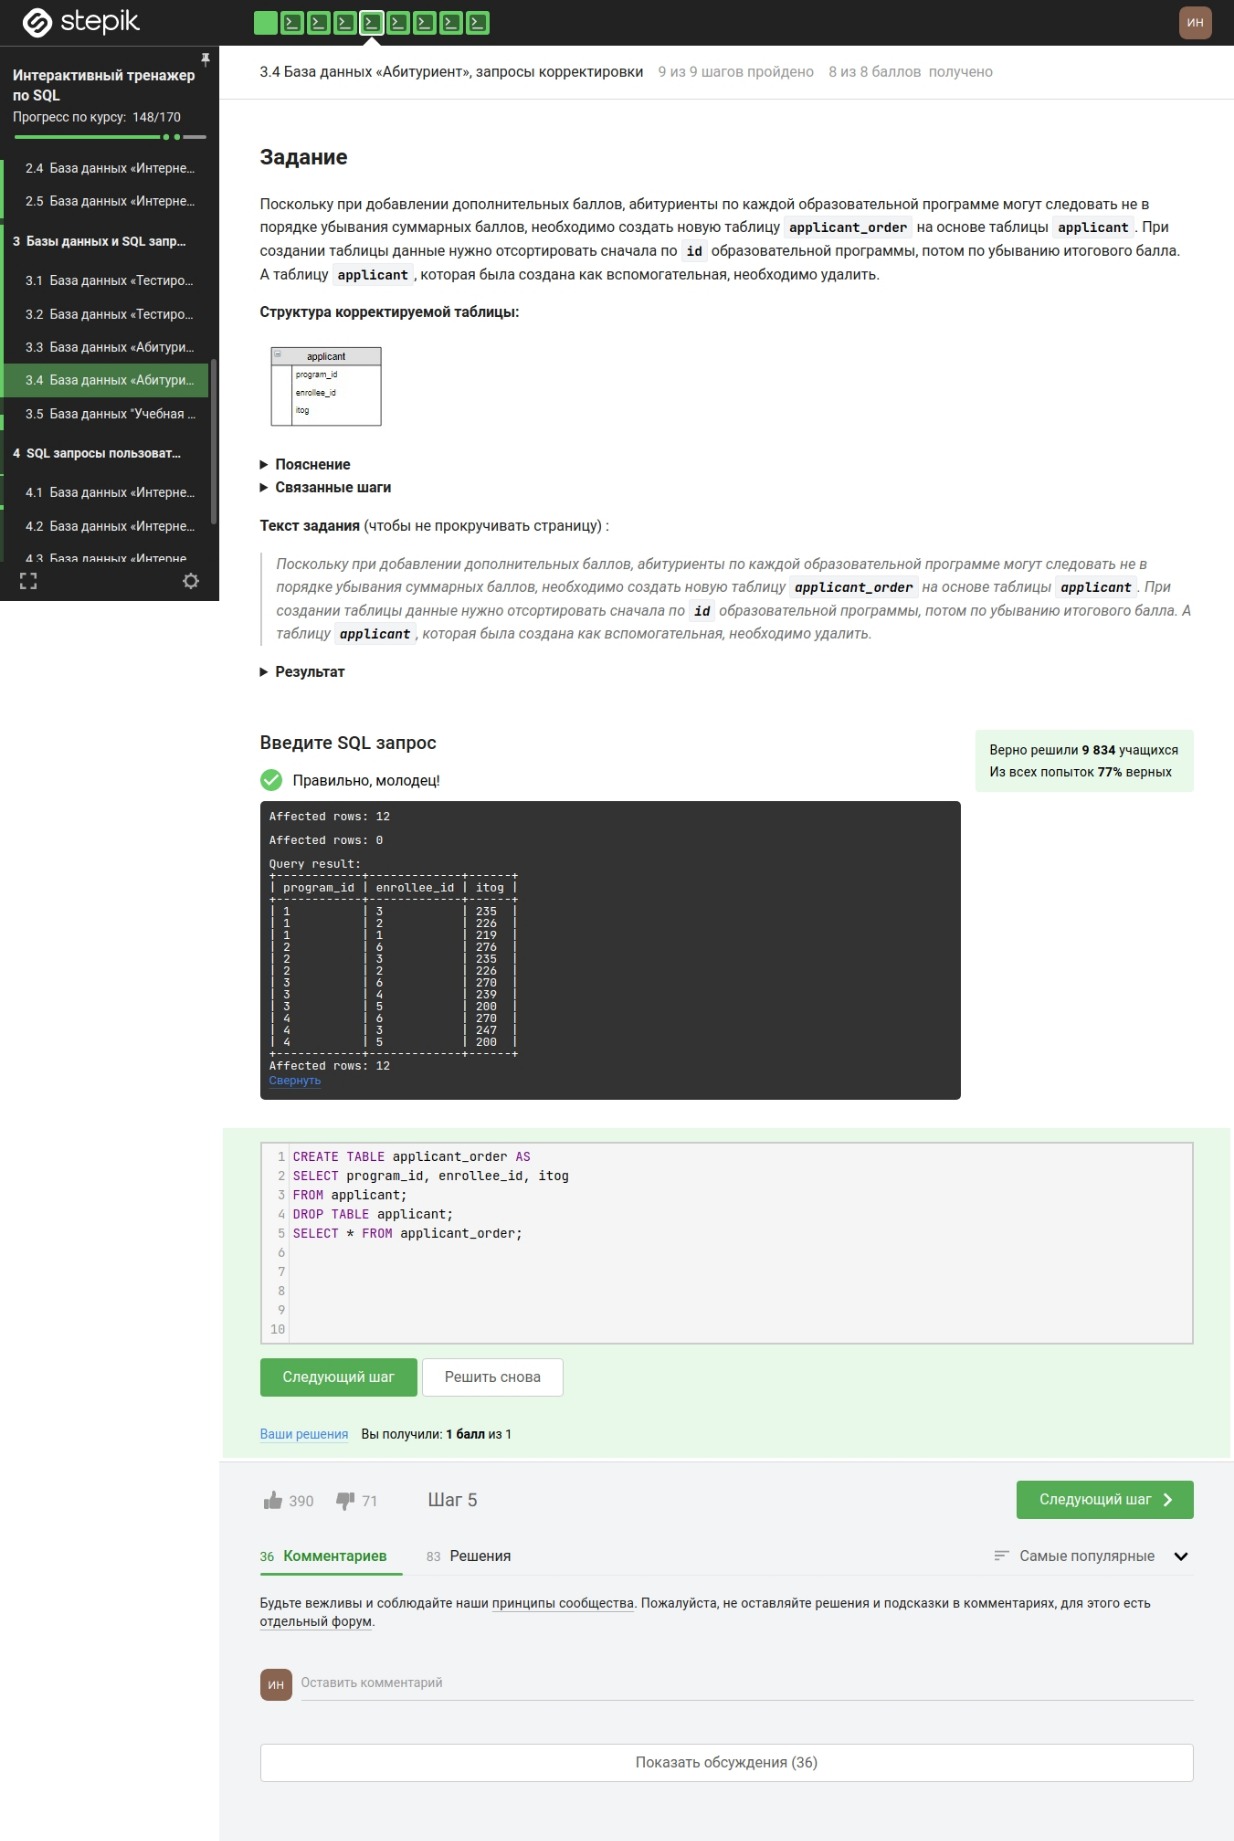 stepik
ИН
Интерактивный тренажер
по SQL
Прогресс по курсу: 148/170
2.4 База данных «Интерне...
2.5 База данных «Интерне...
3 Базы данных и SQL запр...
3.1 База данных «Тестиро...
3.2 База данных «Тестиро...
3.3 База данных «Абитури...
3.4 База данных «Абитури...
3.5 База данных "Учебная ...
4 SQL запросы пользоват...
4.1 База данных «Интерне...
4.2 База данных «Интерне...
4.3 База данных «Интерне
3.4 База данных «Абитуриент», запросы корректировки 9 из 9 шагов пройдено 8 из 8 баллов получено
Задание
Поскольку при добавлении дополнительных баллов, абитуриенты по каждой образовательной программе могут следовать не в
порядке убывания суммарных баллов, необходимо создать новую таблицу applicant_order на основе таблицы applicant. При
создании таблицы данные нужно отсортировать сначала по id образовательной программы, потом по убыванию итогового балла.
А таблицу applicant, которая была создана как вспомогательная, необходимо удалить.
Структура корректируемой таблицы:
applicant
program_id
enrollee_id
itog
Пояснение
Связанные шаги
Текст задания (чтобы не прокручивать страницу) :
Поскольку при добавлении дополнительных баллов, абитуриенты по каждой образовательной программе могут следовать не в
порядке убывания суммарных баллов, необходимо создать новую таблицу applicant_order на основе таблицы applicant. При
создании таблицы данные нужно отсортировать сначала по id образовательной программы, потом по убыванию итогового балла. А
таблицу applicant, которая была создана как вспомогательная, необходимо удалить.
Результат
Введите SQL запрос
Верно решили 9 834 учащихся
Из всех попыток 77% верных
Правильно, молодец!
Affected rows: 12
Affected rows: 0
Query result:
+------------+-------------+------+
| program_id | enrollee_id | itog |
+------------+-------------+------+
| 1 | 3 | 235 |
| 1 | 2 | 226 |
| 1 | 1 | 219 |
| 2 | 6 | 276 |
| 2 | 3 | 235 |
| 2 | 2 | 226 |
| 3 | 6 | 270 |
| 3 | 4 | 239 |
| 3 | 5 | 200 |
| 4 | 6 | 270 |
| 4 | 3 | 247 |
| 4 | 5 | 200 |
+------------+-------------+------+
Affected rows: 12
Свернуть
1 CREATE TABLE applicant_order AS
2 SELECT program_id, enrollee_id, itog
3 FROM applicant;
4 DROP TABLE applicant;
5 SELECT * FROM applicant_order;
6
7
8
9
10
Следующий шаг Решить снова
Ваши решения Вы получили: 1 балл из 1
390 71 Шаг 5 Следующий шаг
36 Комментариев 83 Решения Самые популярные
Будьте вежливы и соблюдайте наши принципы сообщества. Пожалуйста, не оставляйте решения и подсказки в комментариях, для этого есть
отдельный форум.
ИН Оставить комментарий
Показать обсуждения (36)